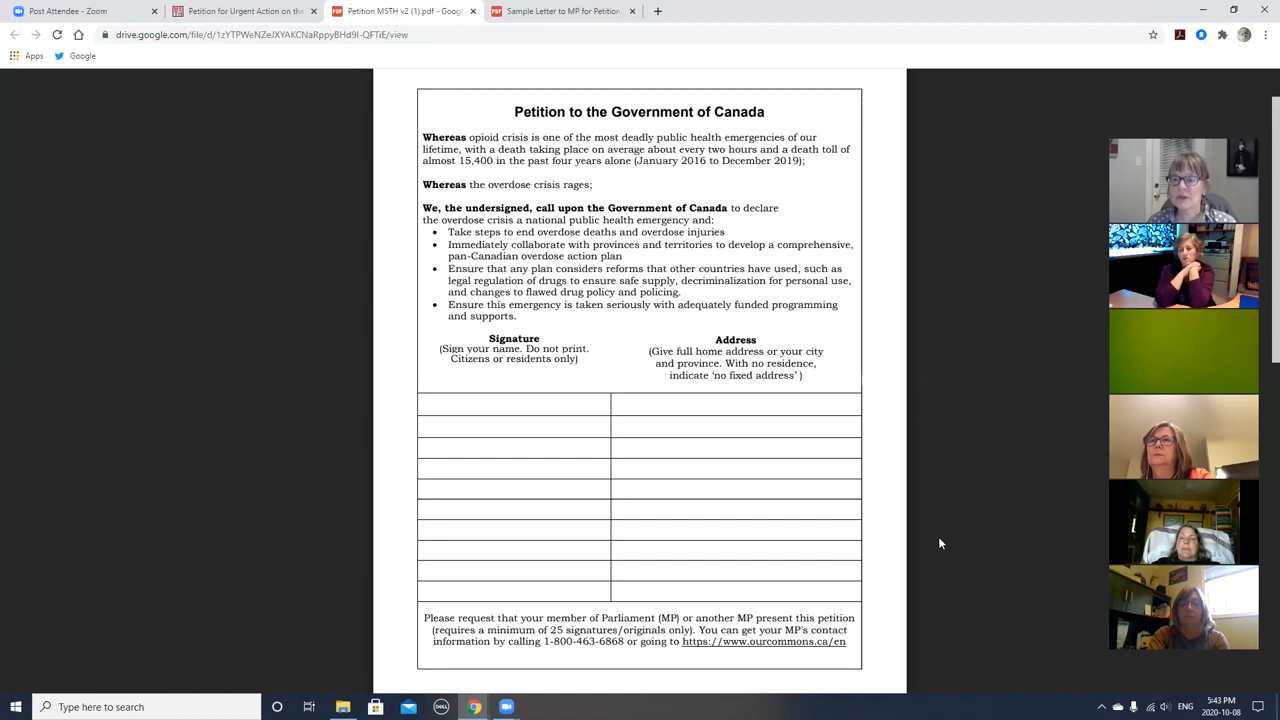 Post Attendee - Zoom
Petition for Urgent Action on the
Petition MSTH v2 (1).pdf - Goog
Sample Letter to MP for Petition
drive.google.com/file/d/1zYTPWeNZeJXYAKCNaRppyBHd9I-QFTiE/view
Apps
Google
Petition to the Government of Canada
Whereas opioid crisis is one of the most deadly public health emergencies of our
lifetime, with a death taking place on average about every two hours and a death toll of
almost 15,400 in the past four years alone (January 2016 to December 2019);
Whereas the overdose crisis rages;
We, the undersigned, call upon the Government of Canada to declare
the overdose crisis a national public health emergency and:
• Take steps to end overdose deaths and overdose injuries
• Immediately collaborate with provinces and territories to develop a comprehensive,
pan-Canadian overdose action plan
• Ensure that any plan considers reforms that other countries have used, such as
legal regulation of drugs to ensure safe supply, decriminalization for personal use,
and changes to flawed drug policy and policing.
• Ensure this emergency is taken seriously with adequately funded programming
and supports.
Signature
(Sign your name. Do not print.
Citizens or residents only)
Address
(Give full home address or your city
and province. With no residence,
indicate 'no fixed address')
Please request that your member of Parliament (MP) or another MP present this petition
(requires a minimum of 25 signatures/originals only). You can get your MP's contact
information by calling 1-800-463-6868 or going to https://www.ourcommons.ca/en
Type here to search
DELL
ENG
5:43 PM
2020-10-08